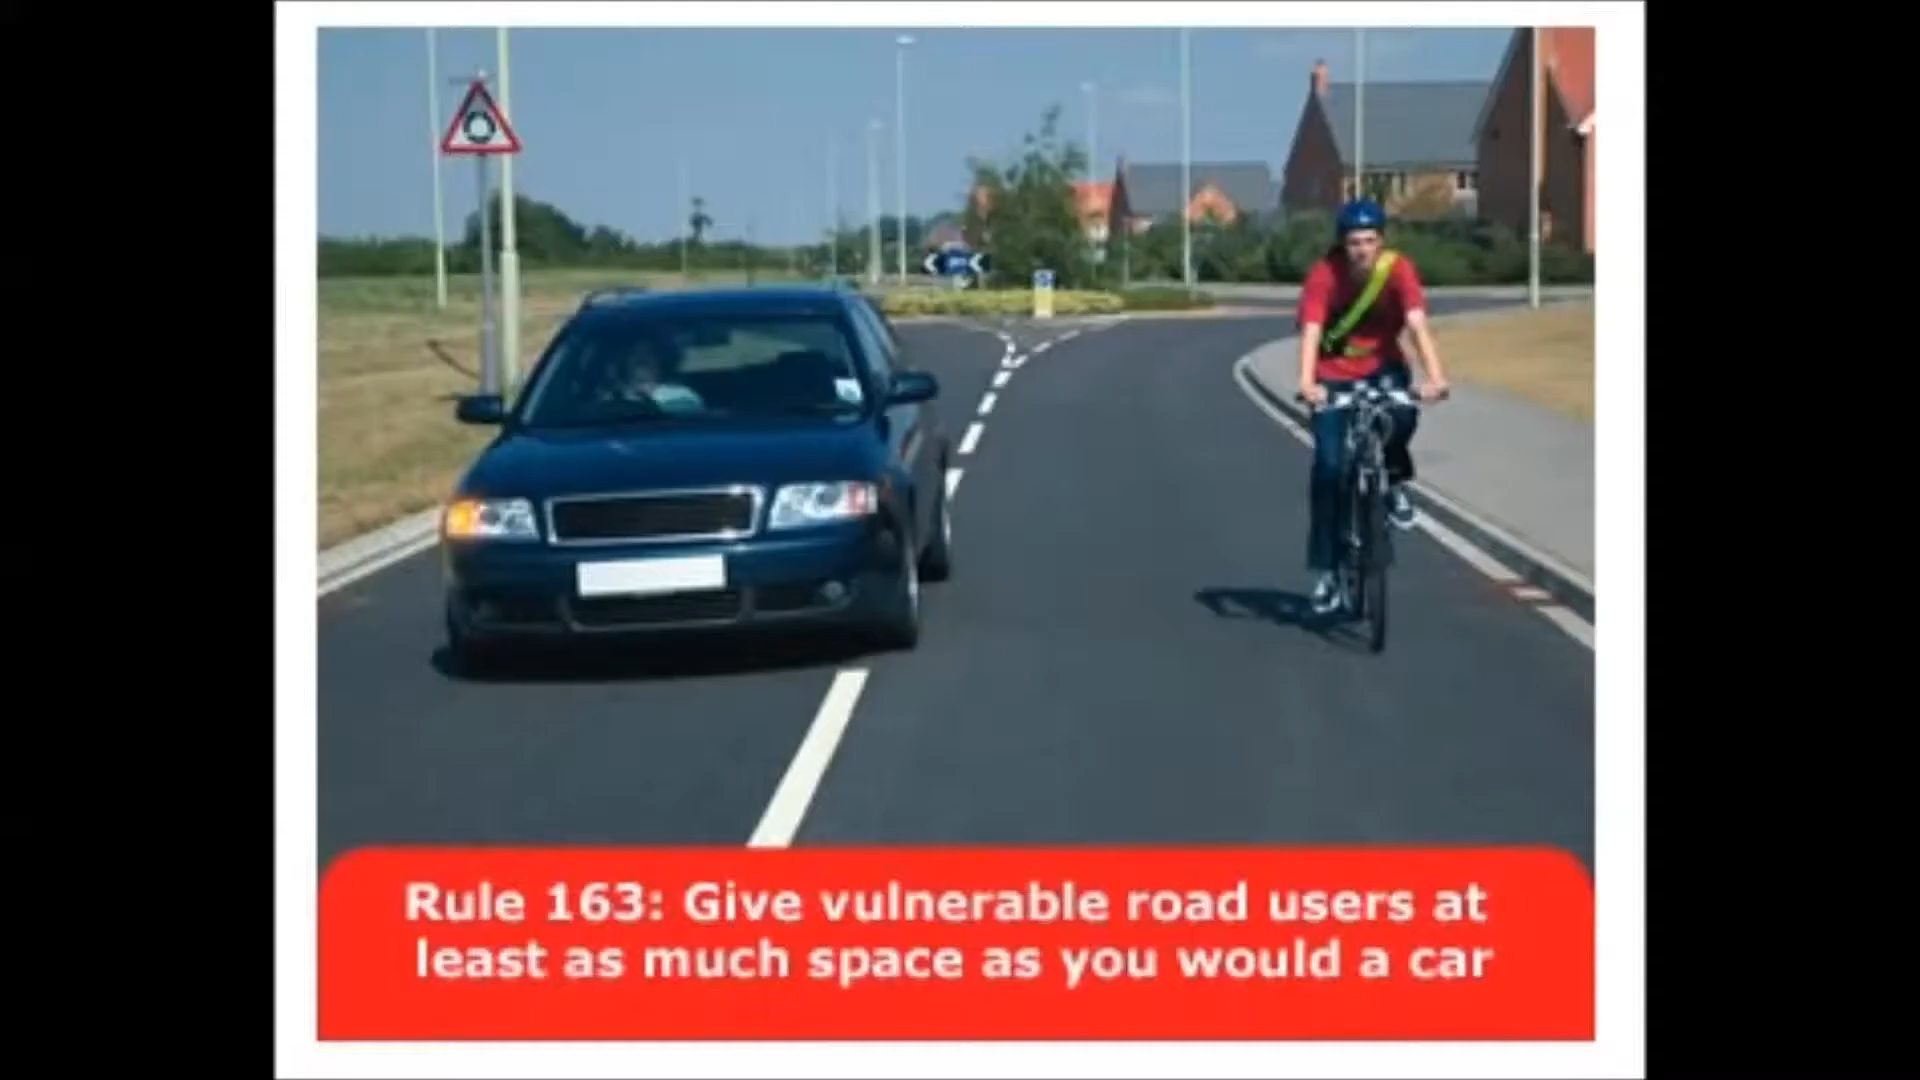 Rule 163: Give vulnerable road users at
least as much space as you would a car